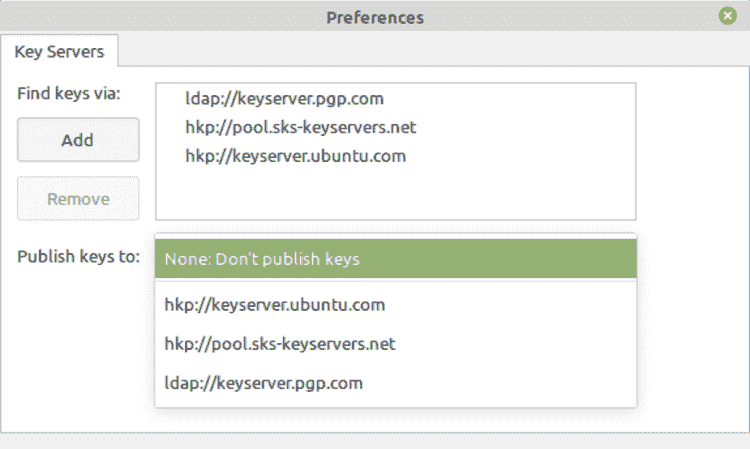 Preferences
Key Servers
Find keys via:
ldap://keyserver.pgp.com
hkp://pool.sks-keyservers.net
hkp://keyserver.ubuntu.com
Add
Remove
Publish keys to:
None: Don't publish keys
hkp://keyserver.ubuntu.com
hkp://pool.sks-keyservers.net
ldap://keyserver.pgp.com